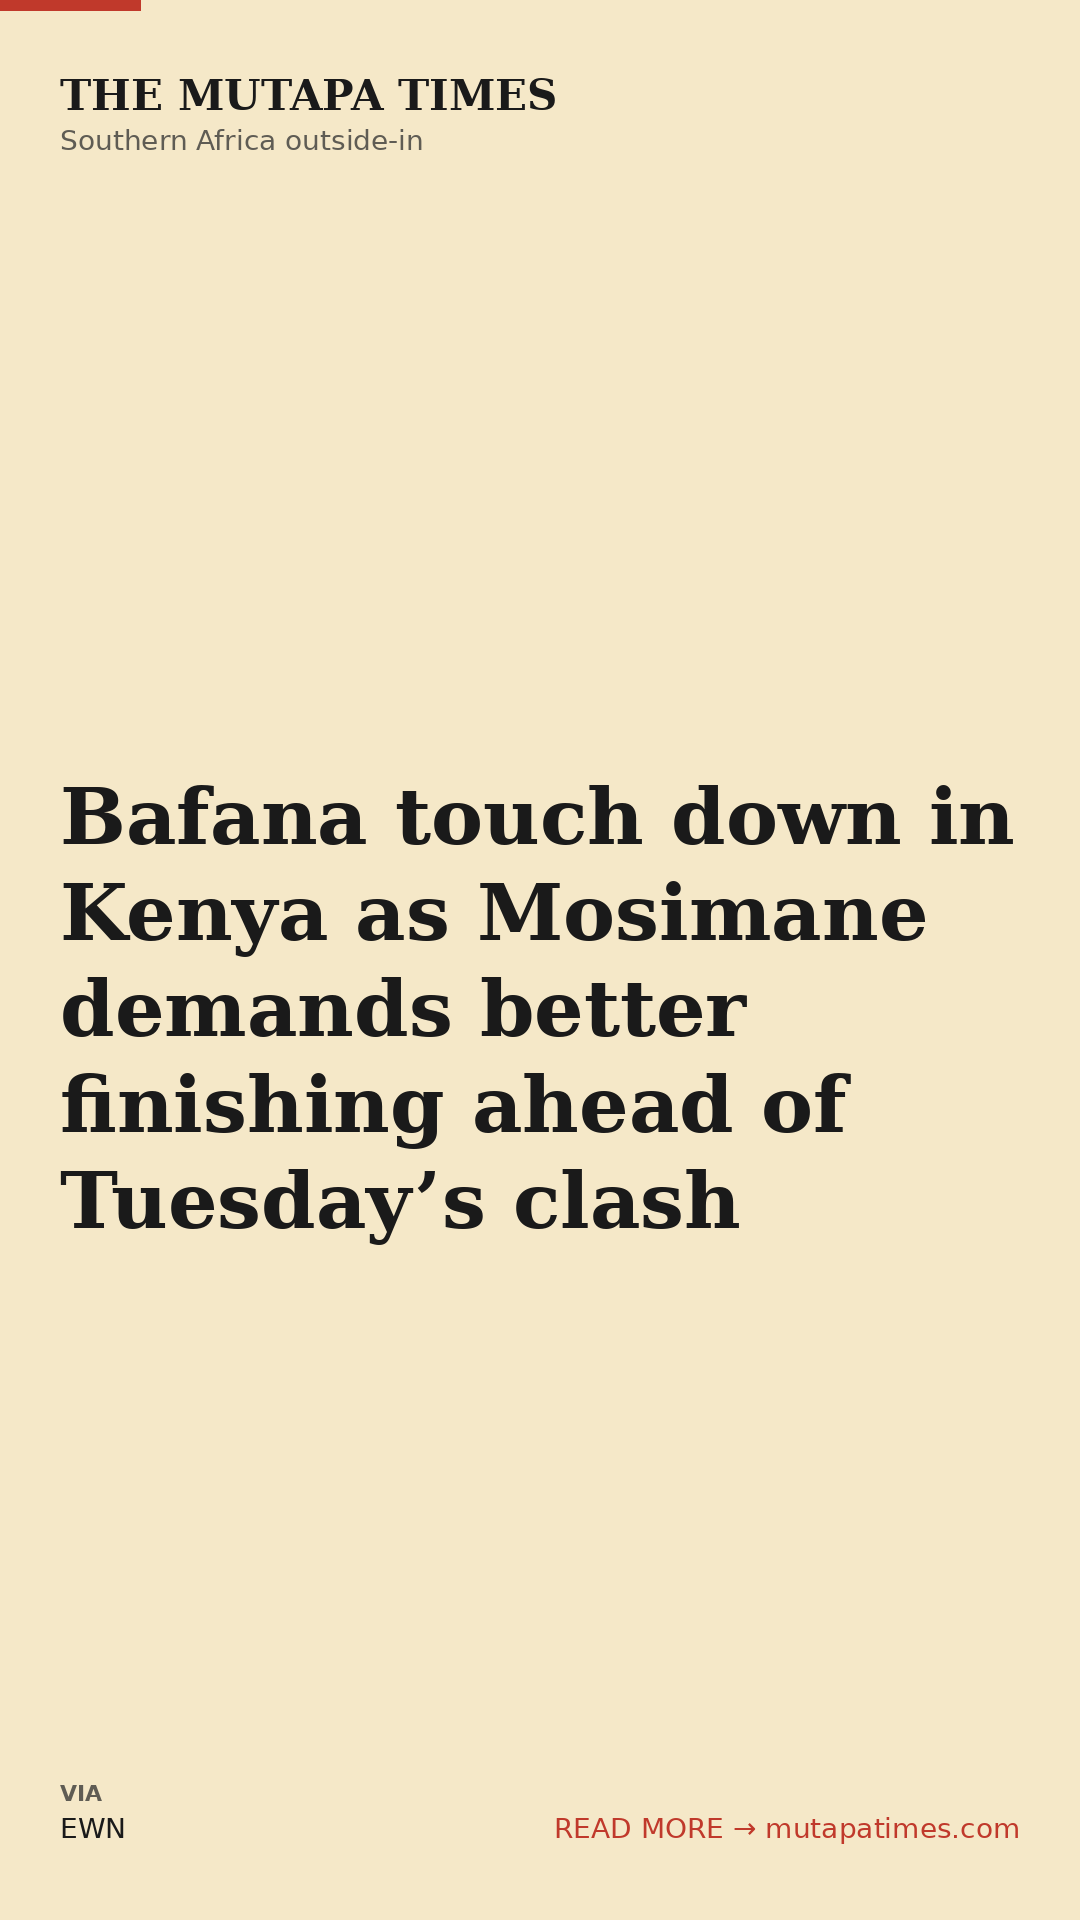 THE MUTAPA TIMES
Southern Africa outside-in
Bafana touch down in
Kenya as Mosimane
demands better
finishing ahead of
Tuesday’s clash
VIA
EWN
READ MORE → mutapatimes.com